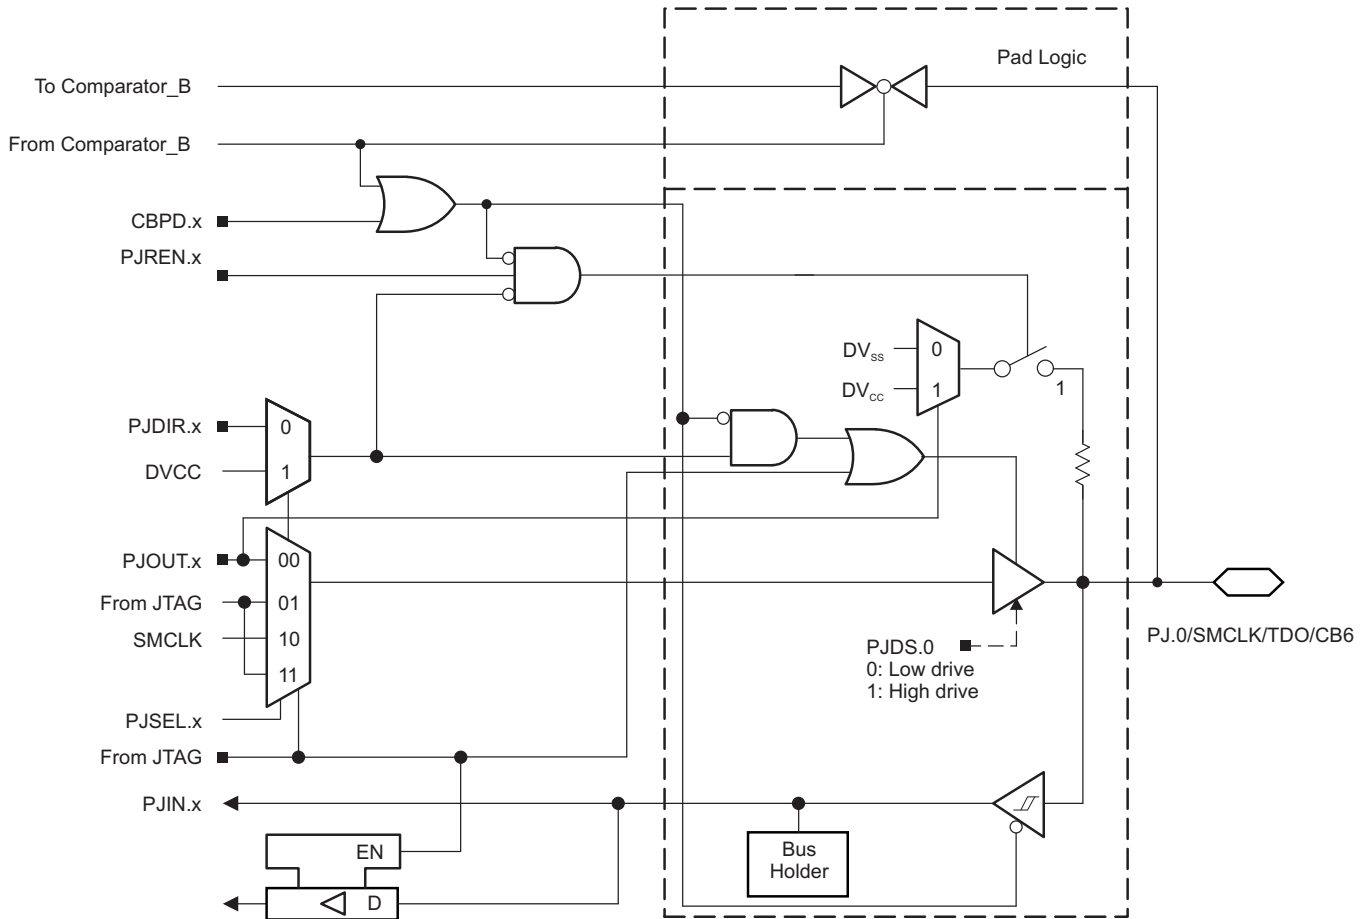 Pad Logic
To Comparator_B
From Comparator_B
CBPD.x
PJREN.x
DVSS
0
DVCC
1
1
PJDIR.x
0
DVCC
1
PJOUT.x
00
From JTAG
01
SMCLK
10
11
PJ.0/SMCLK/TDO/CB6
PJDS.0
0: Low drive
1: High drive
PJSEL.x
From JTAG
PJIN.x
EN
D
Bus
Holder